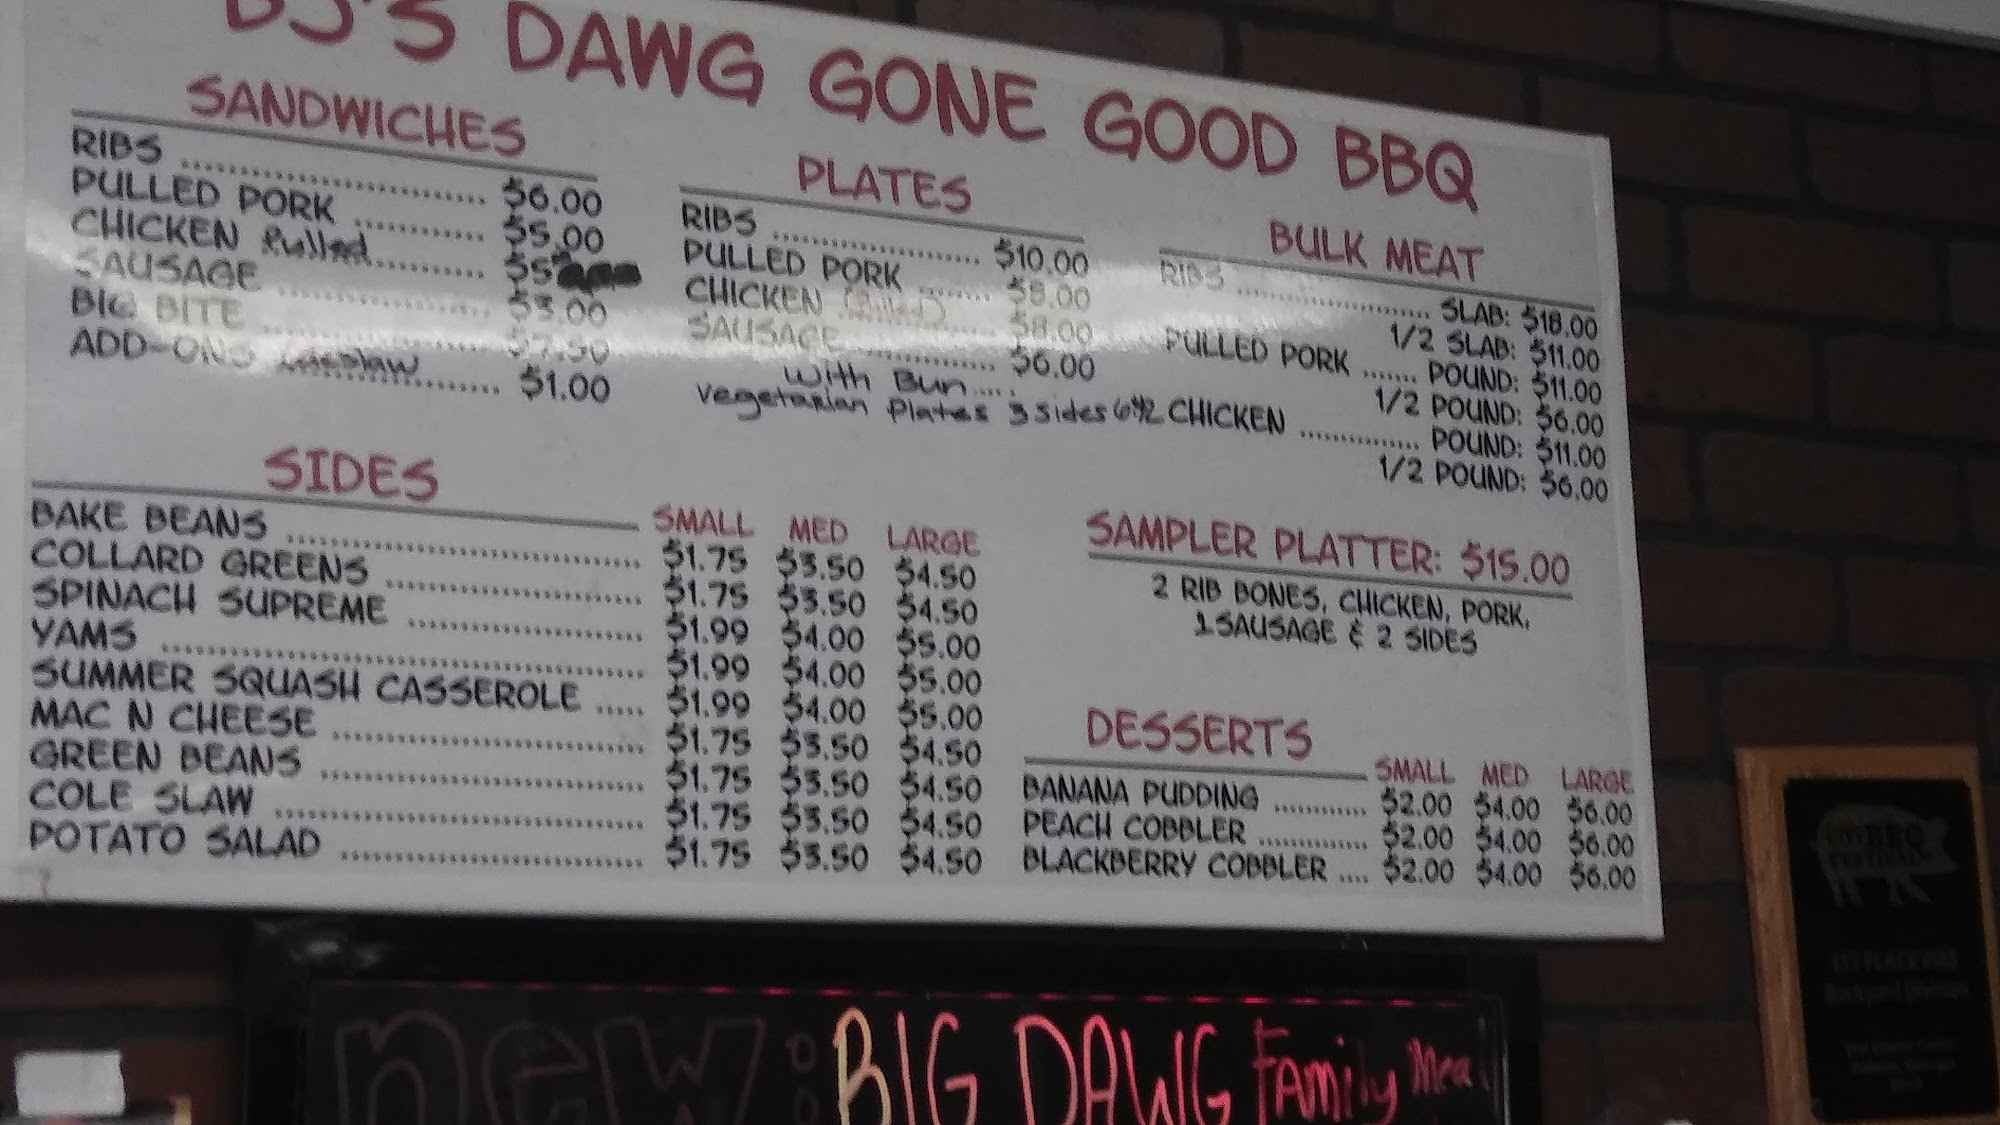 BJ'S DAWG GONE GOOD BBQ
SANDWICHES
RIBS ........ $6.00
PULLED PORK ........ $5.00
CHICKEN Pulled ........ $5
SAUSAGE ........ $3.00
BIG BITE ........ $7.50
ADD-ONS Coleslaw ........ $1.00
PLATES
RIBS ........ $10.00
PULLED PORK ........ $8.00
CHICKEN ........ $8.00
SAUSAGE ........ $6.00
with Bun.....
vegetarian Plates 3 sides
BULK MEAT
RIBS ........ SLAB: $18.00
1/2 SLAB: $11.00
PULLED PORK ....... POUND: $11.00
1/2 POUND: $6.00
CHICKEN ........ POUND: $11.00
1/2 POUND: $6.00
SIDES
SMALL MED LARGE
BAKE BEANS ........ $1.75 $3.50 $4.50
COLLARD GREENS ........ $1.75 $3.50 $4.50
SPINACH SUPREME ........ $1.99 $4.00 $5.00
YAMS ........ $1.99 $4.00 $5.00
SUMMER SQUASH CASSEROLE ..... $1.99 $4.00 $5.00
MAC N CHEESE ........ $1.75 $3.50 $4.50
GREEN BEANS ........ $1.75 $3.50 $4.50
COLE SLAW ........ $1.75 $3.50 $4.50
POTATO SALAD ........ $1.75 $3.50 $4.50
SAMPLER PLATTER: $15.00
2 RIB BONES, CHICKEN, PORK,
1 SAUSAGE & 2 SIDES
DESSERTS
SMALL MED LARGE
BANANA PUDDING ........ $2.00 $4.00 $6.00
PEACH COBBLER ........ $2.00 $4.00 $6.00
BLACKBERRY COBBLER .... $2.00 $4.00 $6.00
new: BIG DAWG Family Meal
BBQ
FESTIVAL
1ST PLACE